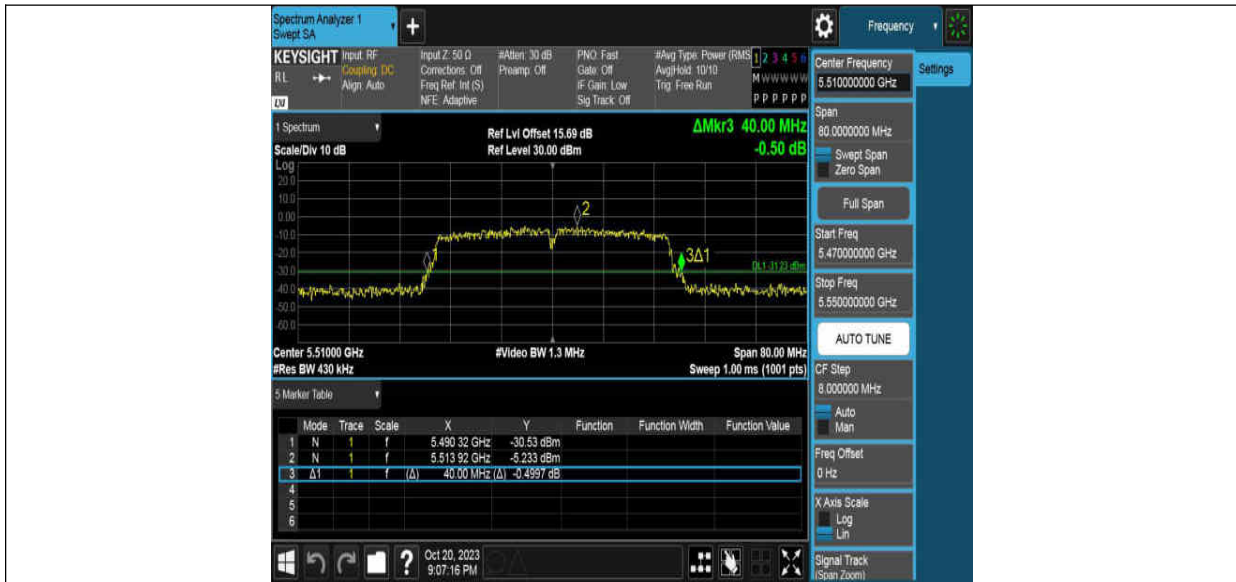 Spectrum Analyzer 1
Swept SA
+
Frequency
KEYSIGHT
RL
LXI
Input: RF
Coupling: DC
Align: Auto
Input Z: 50 Ω
Corrections: Off
Freq Ref: Int (S)
NFE: Adaptive
#Atten: 30 dB
Preamp: Off
PNO: Fast
Gate: Off
IF Gain: Low
Sig Track: Off
#Avg Type: Power (RMS
Avg|Hold: 10/10
Trig: Free Run
1 2 3 4 5 6
M W W W W W
P P P P P P
Center Frequency
5.510000000 GHz
Settings
1 Spectrum
Scale/Div 10 dB
Ref Lvl Offset 15.69 dB
Ref Level 30.00 dBm
ΔMkr3 40.00 MHz
-0.50 dB
Span
80.0000000 MHz
Swept Span
Zero Span
Log
20.0
10.0
0.00
-10.0
-20.0
-30.0
-40.0
-50.0
-60.0
1
2
3Δ1
DL1 -31.23 dBm
Full Span
Start Freq
5.470000000 GHz
Stop Freq
5.550000000 GHz
AUTO TUNE
Center 5.51000 GHz
#Video BW 1.3 MHz
Span 80.00 MHz
#Res BW 430 kHz
Sweep 1.00 ms (1001 pts)
CF Step
8.000000 MHz
Auto
Man
5 Marker Table
Mode Trace Scale X Y Function Function Width Function Value
1 N 1 f 5.490 32 GHz -30.53 dBm
2 N 1 f 5.513 92 GHz -5.233 dBm
3 Δ1 1 f (Δ) 40.00 MHz (Δ) -0.4997 dB
4
5
6
Freq Offset
0 Hz
X Axis Scale
Log
Lin
Signal Track
(Span Zoom)
?
Oct 20, 2023
9:07:16 PM